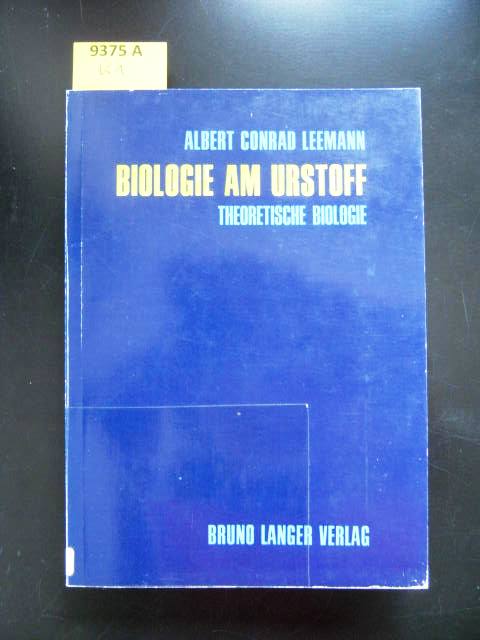 9375 A
ALBERT CONRAD LEEMANN
BIOLOGIE AM URSTOFF
THEORETISCHE BIOLOGIE
BRUNO LANGER VERLAG